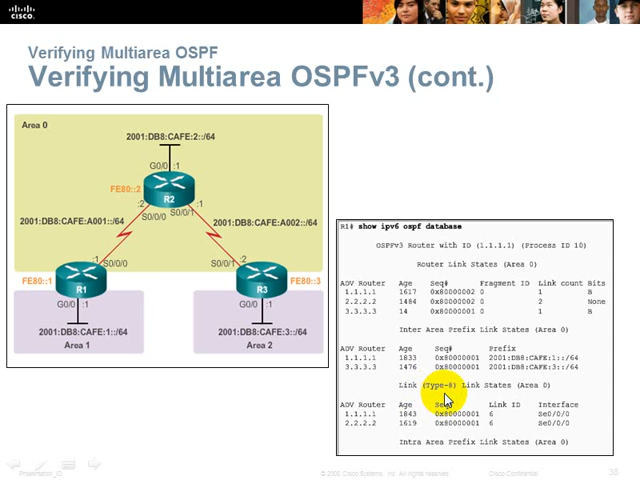 CISCO
Verifying Multiarea OSPF
Verifying Multiarea OSPFv3 (cont.)
Area 0
2001:DB8:CAFE:2::/64
G0/0 :1
FE80::2
R2
:2 :1
S0/0/0 S0/0/1
2001:DB8:CAFE:A001::/64 2001:DB8:CAFE:A002::/64
:1 S0/0/0 S0/0/1 :2
FE80::1 R1 R3 FE80::3
G0/0 :1 G0/0 :1
2001:DB8:CAFE:1::/64 2001:DB8:CAFE:3::/64
Area 1 Area 2
R1# show ipv6 ospf database
OSPFv3 Router with ID (1.1.1.1) (Process ID 10)
Router Link States (Area 0)
ADV Router Age Seq# Fragment ID Link count Bits
1.1.1.1 1617 0x80000002 0 1 B
2.2.2.2 1484 0x80000002 0 2 None
3.3.3.3 14 0x80000001 0 1 B
Inter Area Prefix Link States (Area 0)
ADV Router Age Seq# Prefix
1.1.1.1 1833 0x80000001 2001:DB8:CAFE:1::/64
3.3.3.3 1476 0x80000001 2001:DB8:CAFE:3::/64
Link (Type-8) Link States (Area 0)
ADV Router Age Seq# Link ID Interface
1.1.1.1 1843 0x80000001 6 Se0/0/0
2.2.2.2 1619 0x80000001 6 Se0/0/0
Intra Area Prefix Link States (Area 0)
Presentation_ID © 2008 Cisco Systems, Inc. All rights reserved. Cisco Confidential 38